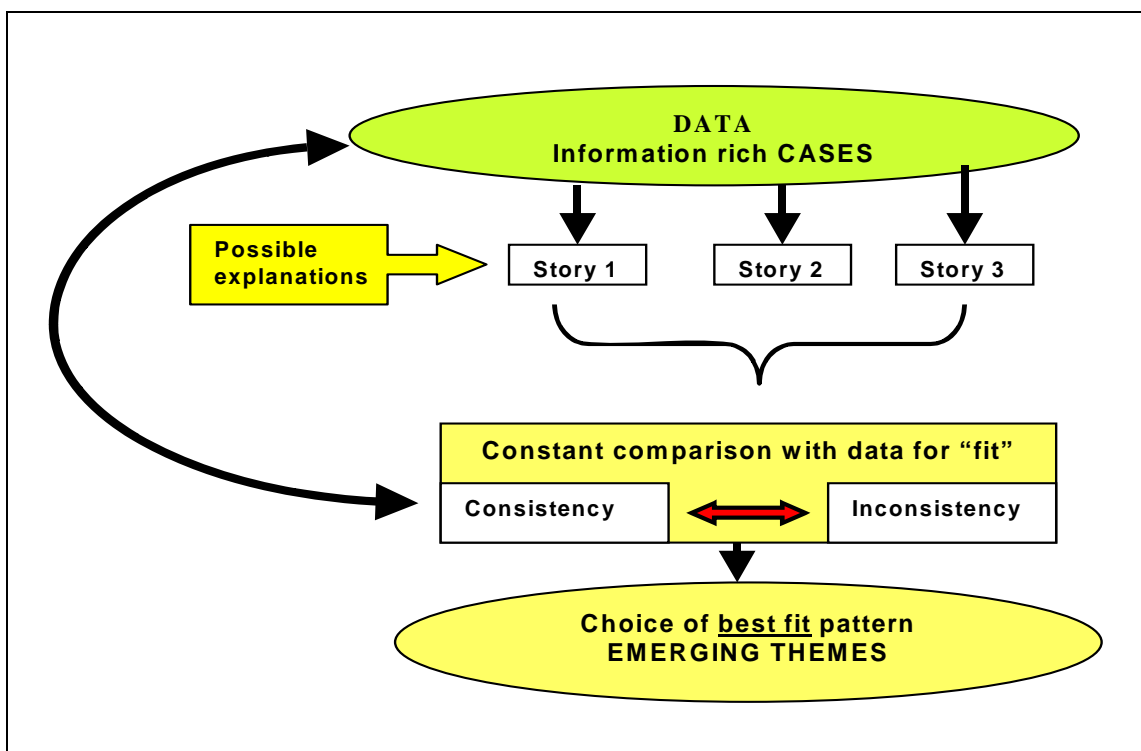 DATA
Information rich CASES
Possible
explanations
Story 1
Story 2
Story 3
Constant comparison with data for “fit”
Consistency
Inconsistency
Choice of best fit pattern
EMERGING THEMES